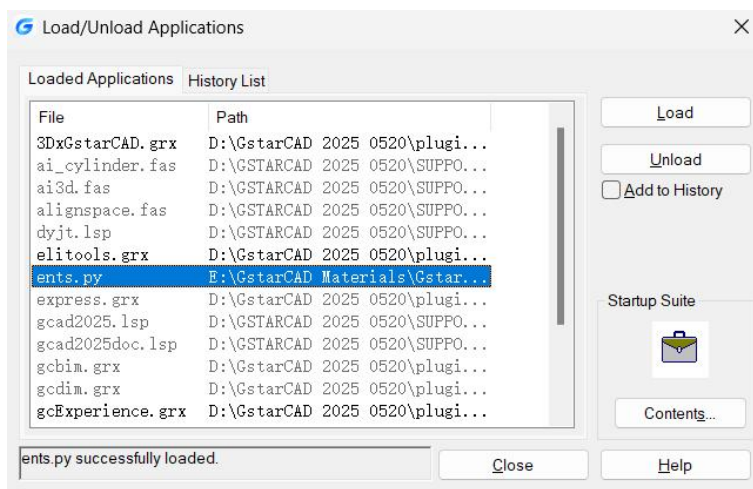 Load/Unload Applications
Loaded Applications History List
File Path
3DxGstarCAD.grx D:\GstarCAD 2025 0520\plugi...
ai_cylinder.fas D:\GSTARCAD 2025 0520\SUPPO...
ai3d.fas D:\GSTARCAD 2025 0520\SUPPO...
alignspace.fas D:\GSTARCAD 2025 0520\SUPPO...
dyjt.lsp D:\GSTARCAD 2025 0520\SUPPO...
elitools.grx D:\GstarCAD 2025 0520\plugi...
ents.py E:\GstarCAD Materials\Gstar...
express.grx D:\GstarCAD 2025 0520\plugi...
gcad2025.lsp D:\GSTARCAD 2025 0520\SUPPO...
gcad2025doc.lsp D:\GSTARCAD 2025 0520\SUPPO...
gcbim.grx D:\GstarCAD 2025 0520\plugi...
gcdim.grx D:\GstarCAD 2025 0520\plugi...
gcExperience.grx D:\GstarCAD 2025 0520\plugi...
Load
Unload
Add to History
Startup Suite
Contents...
ents.py successfully loaded.
Close
Help